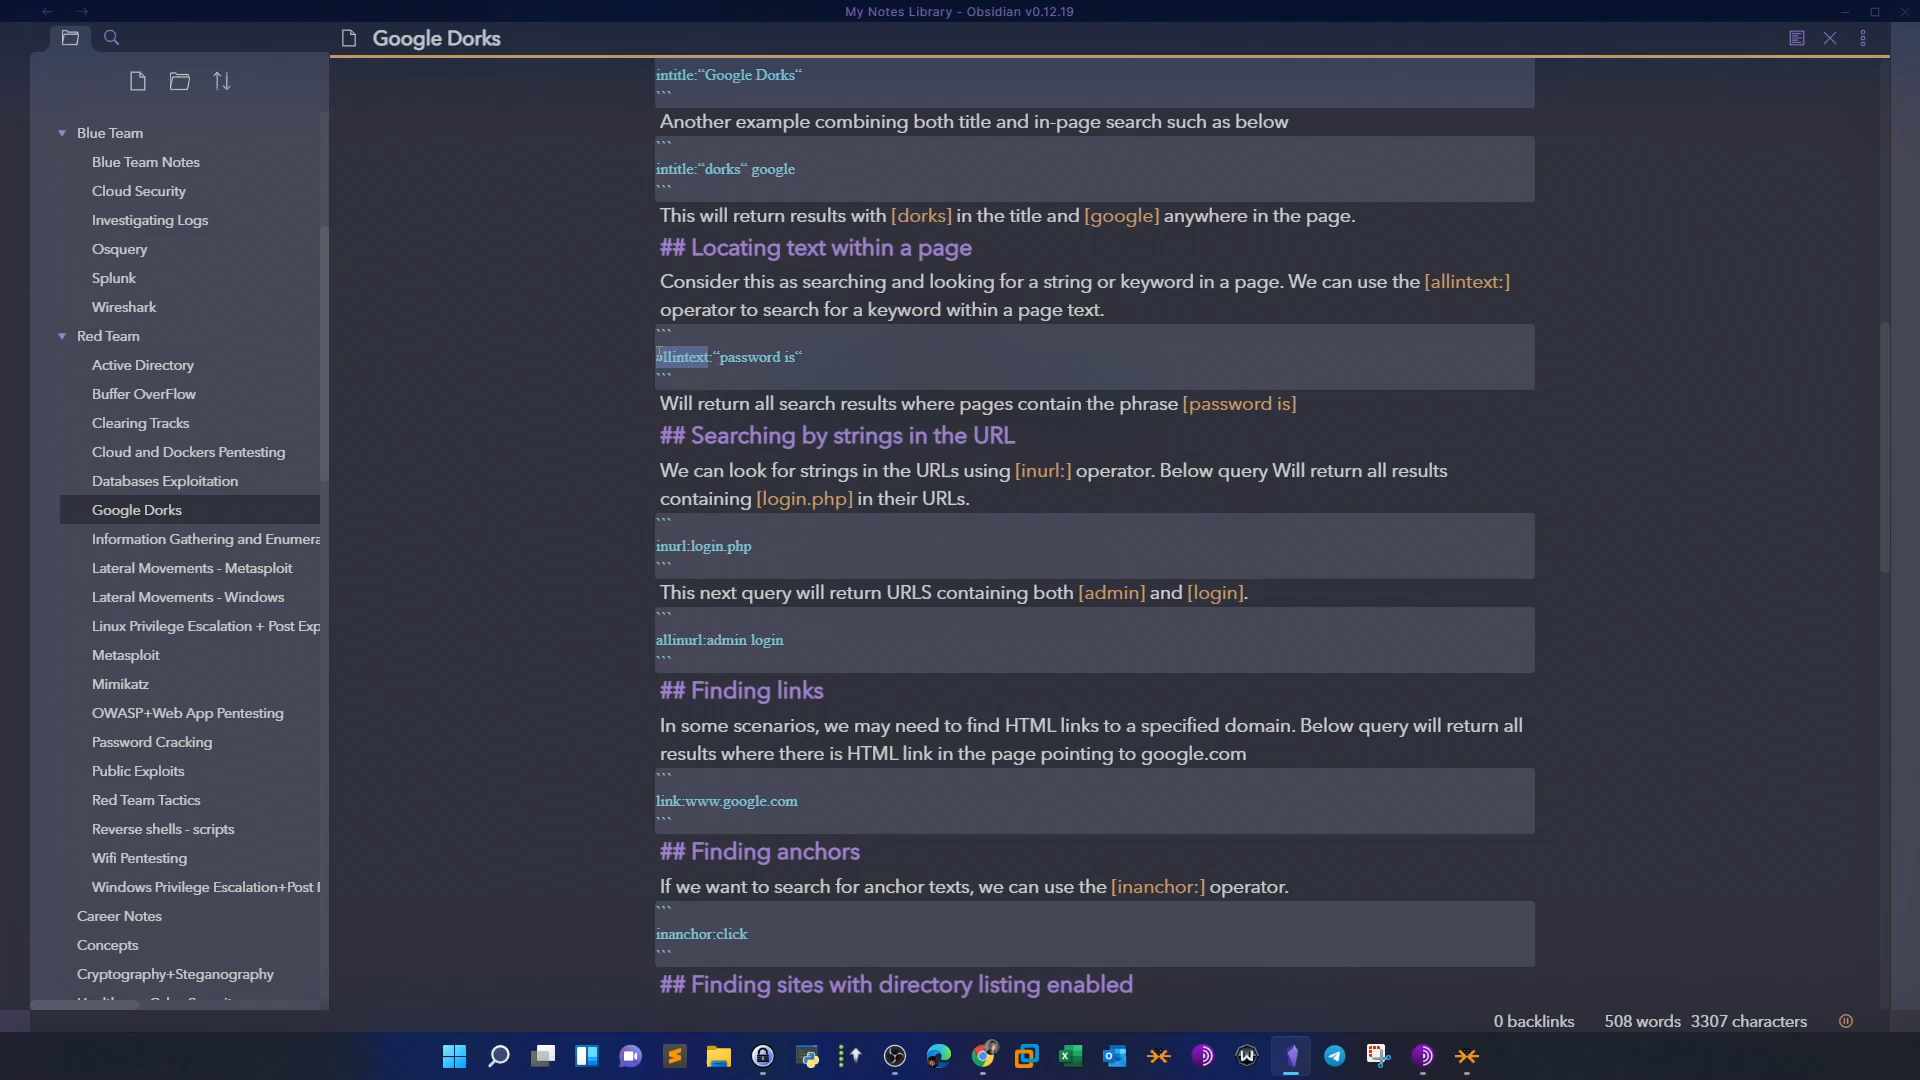 My Notes Library - Obsidian v0.12.19
Google Dorks
Blue Team
Blue Team Notes
Cloud Security
Investigating Logs
Osquery
Splunk
Wireshark
Red Team
Active Directory
Buffer OverFlow
Clearing Tracks
Cloud and Dockers Pentesting
Databases Exploitation
Google Dorks
Information Gathering and Enumera
Lateral Movements - Metasploit
Lateral Movements - Windows
Linux Privilege Escalation + Post Exp
Metasploit
Mimikatz
OWASP+Web App Pentesting
Password Cracking
Public Exploits
Red Team Tactics
Reverse shells - scripts
Wifi Pentesting
Windows Privilege Escalation+Post
Career Notes
Concepts
Cryptography+Steganography
intitle:“Google Dorks“
```
Another example combining both title and in-page search such as below
```
intitle:“dorks“ google
```
This will return results with [dorks] in the title and [google] anywhere in the page.
## Locating text within a page
Consider this as searching and looking for a string or keyword in a page. We can use the [allintext:]
operator to search for a keyword within a page text.
```
allintext:“password is“
```
Will return all search results where pages contain the phrase [password is]
## Searching by strings in the URL
We can look for strings in the URLs using [inurl:] operator. Below query Will return all results
containing [login.php] in their URLs.
```
inurl:login.php
```
This next query will return URLS containing both [admin] and [login].
```
allinurl:admin login
```
## Finding links
In some scenarios, we may need to find HTML links to a specified domain. Below query will return all
results where there is HTML link in the page pointing to google.com
```
link:www.google.com
```
## Finding anchors
If we want to search for anchor texts, we can use the [inanchor:] operator.
```
inanchor:click
```
## Finding sites with directory listing enabled
0 backlinks 508 words 3307 characters